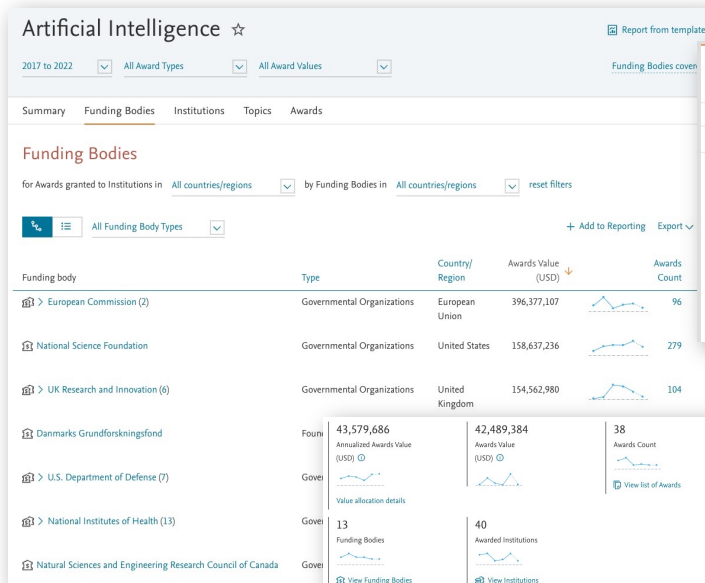 Artificial Intelligence
Report from template
2017 to 2022 All Award Types All Award Values Funding Bodies cover
Summary Funding Bodies Institutions Topics Awards
Funding Bodies
for Awards granted to Institutions in All countries/regions by Funding Bodies in All countries/regions reset filters
All Funding Body Types + Add to Reporting Export
Country/ Awards Value Awards
Funding body Type Region (USD) Count
> European Commission (2) Governmental Organizations European 396,377,107 96
Union
National Science Foundation Governmental Organizations United States 158,637,236 279
> UK Research and Innovation (6) Governmental Organizations United 154,562,980 104
Kingdom
Danmarks Grundforskningsfond Foun
43,579,686 42,489,384 38
Annualized Awards Value Awards Value Awards Count
(USD) (USD)
> U.S. Department of Defense (7) Gover
View list of Awards
Value allocation details
> National Institutes of Health (13) Gover
13 40
Funding Bodies Awarded Institutions
Natural Sciences and Engineering Research Council of Canada Gover
View Funding Bodies View Institutions